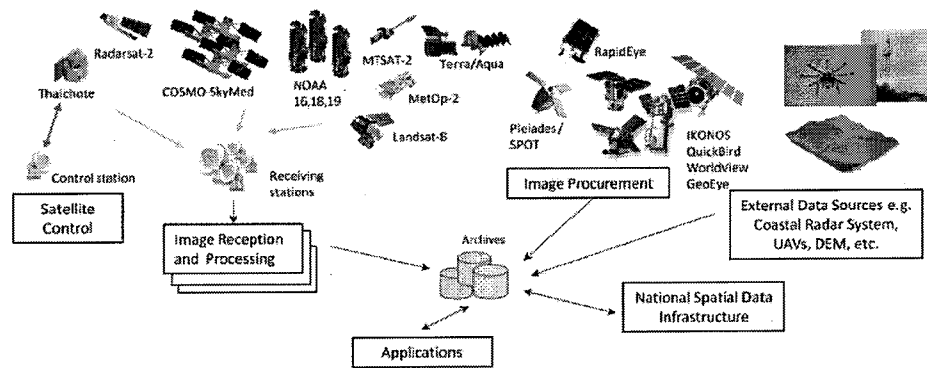 Radarsat-2
Thaichote
COSMO-SkyMed
NOAA
16,18,19
MTSAT-2
Terra/Aqua
MetOp-2
Landsat-8
RapidEye
Pleiades/
SPOT
IKONOS
QuickBird
WorldView
GeoEye
Control station
Receiving
stations
Satellite
Control
Image Reception
and Processing
Image Procurement
External Data Sources e.g.
Coastal Radar System,
UAVs, DEM, etc.
Archives
National Spatial Data
Infrastructure
Applications